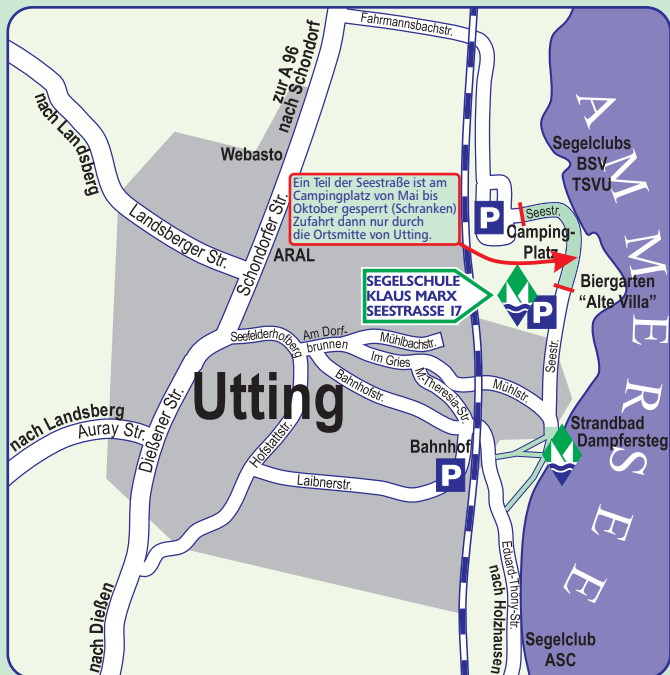 Fahrmannsbachstr.
zur A 96
nach Schondorf
nach Landsberg
Webasto
Segelclubs
BSV
TSVU
AMMERSEE
Ein Teil der Seestraße ist am
Campingplatz von Mai bis
Oktober gesperrt (Schranken)
Zufahrt dann nur durch
die Ortsmitte von Utting.
P
Seestr.
Camping-
Platz
Landsberger Str.
Schondorfer Str.
ARAL
SEGELSCHULE
KLAUS MARX
SEESTRASSE 17
P
Biergarten
“Alte Villa”
Seefelderhofberg
Am Dorf-
brunnen
Mühlbachstr.
Im Gries
M.-Theresia-Str.
Bahnhofstr.
Mühlstr.
Seestr.
Utting
nach Landsberg
Auray Str.
Dießener Str.
Hofstattstr.
Bahnhof
P
Strandbad
Dampfersteg
Laibnerstr.
Eduard-Thöny-Str.
nach Holzhausen
nach Dießen
Segelclub
ASC